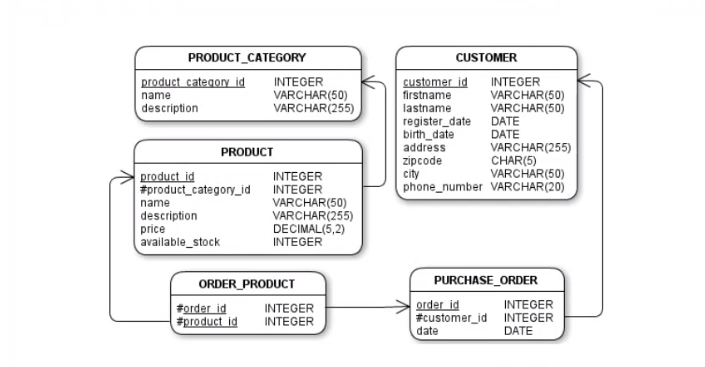 PRODUCT_CATEGORY
product_category_id INTEGER
name VARCHAR(50)
description VARCHAR(255)
CUSTOMER
customer_id INTEGER
firstname VARCHAR(50)
lastname VARCHAR(50)
register_date DATE
birth_date DATE
address VARCHAR(255)
zipcode CHAR(5)
city VARCHAR(50)
phone_number VARCHAR(20)
PRODUCT
product_id INTEGER
#product_category_id INTEGER
name VARCHAR(50)
description VARCHAR(255)
price DECIMAL(5,2)
available_stock INTEGER
ORDER_PRODUCT
#order_id INTEGER
#product_id INTEGER
PURCHASE_ORDER
order_id INTEGER
#customer_id INTEGER
date DATE